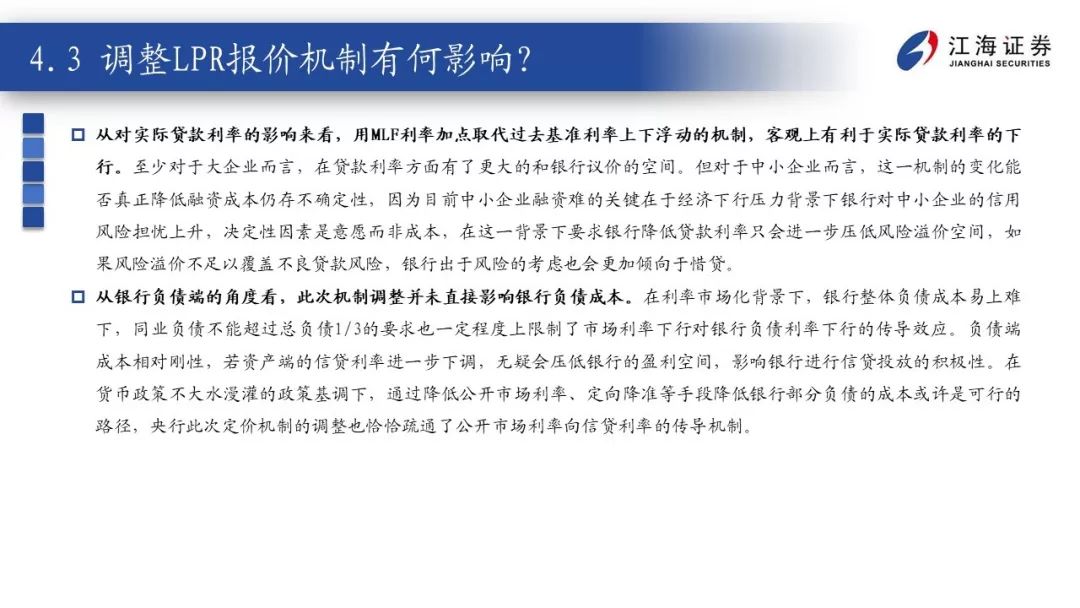 4.3 调整LPR报价机制有何影响?
江海证券
JIANGHAI SECURITIES
从对实际贷款利率的影响来看，用MLF利率加点取代过去基准利率上下浮动的机制，客观上有利于实际贷款利率的下
行。至少对于大企业而言，在贷款利率方面有了更大的和银行议价的空间。但对于中小企业而言，这一机制的变化能
否真正降低融资成本仍存不确定性，因为目前中小企业融资难的关键在于经济下行压力背景下银行对中小企业的信用
风险担忧上升，决定性因素是意愿而非成本，在这一背景下要求银行降低贷款利率只会进一步压低风险溢价空间，如
果风险溢价不足以覆盖不良贷款风险，银行出于风险的考虑也会更加倾向于惜贷。
从银行负债端的角度看，此次机制调整并未直接影响银行负债成本。在利率市场化背景下，银行整体负债成本易上难
下，同业负债不能超过总负债1/3的要求也一定程度上限制了市场利率下行对银行负债利率下行的传导效应。负债端
成本相对刚性，若资产端的信贷利率进一步下调，无疑会压低银行的盈利空间，影响银行进行信贷投放的积极性。在
货币政策不大水漫灌的政策基调下，通过降低公开市场利率、定向降准等手段降低银行部分负债的成本或许是可行的
路径，央行此次定价机制的调整也恰恰疏通了公开市场利率向信贷利率的传导机制。